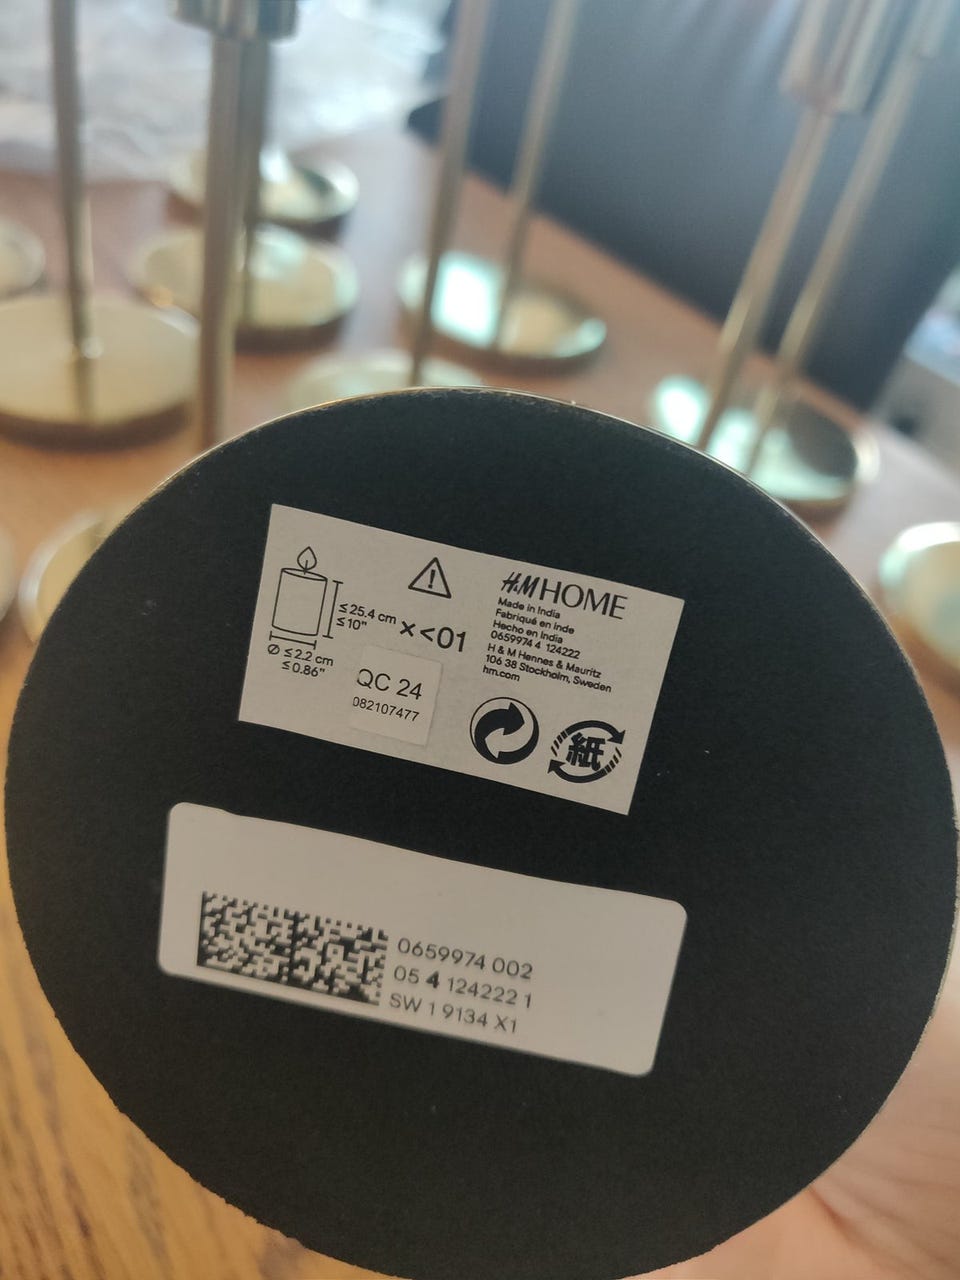 ≤25.4 cm
≤10"
x<01
Ø ≤2.2 cm
≤0.86"
QC 24
082107477
H&M HOME
Made in India
Fabriqué en Inde
Hecho en India
0659974 4 124222
H & M Hennes & Mauritz
106 38 Stockholm, Sweden
hm.com
紙
0659974 002
05 4 124222 1
SW 1 9134 X1